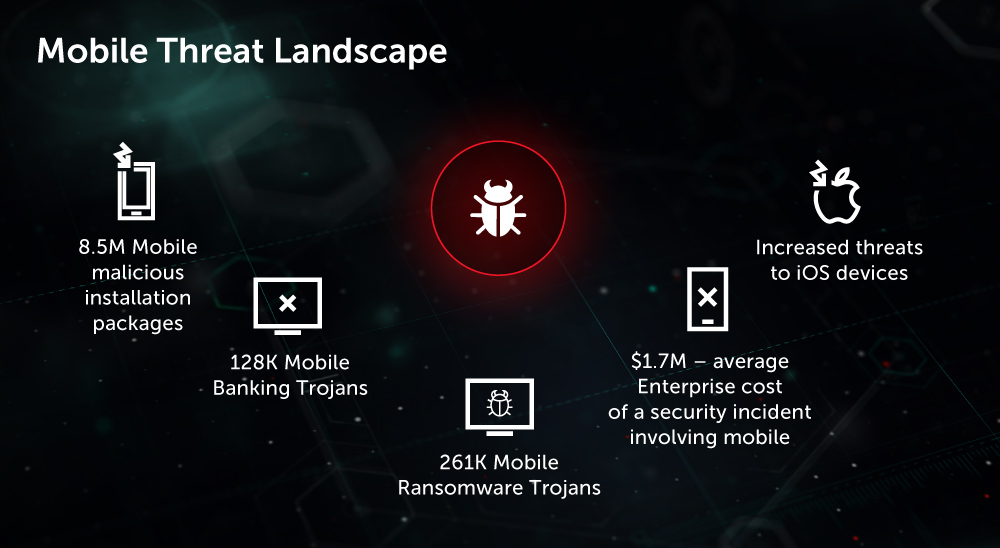 Mobile Threat Landscape
8.5M Mobile
malicious
installation
packages
128K Mobile
Banking Trojans
261K Mobile
Ransomware Trojans
$1.7M – average
Enterprise cost
of a security incident
involving mobile
Increased threats
to iOS devices